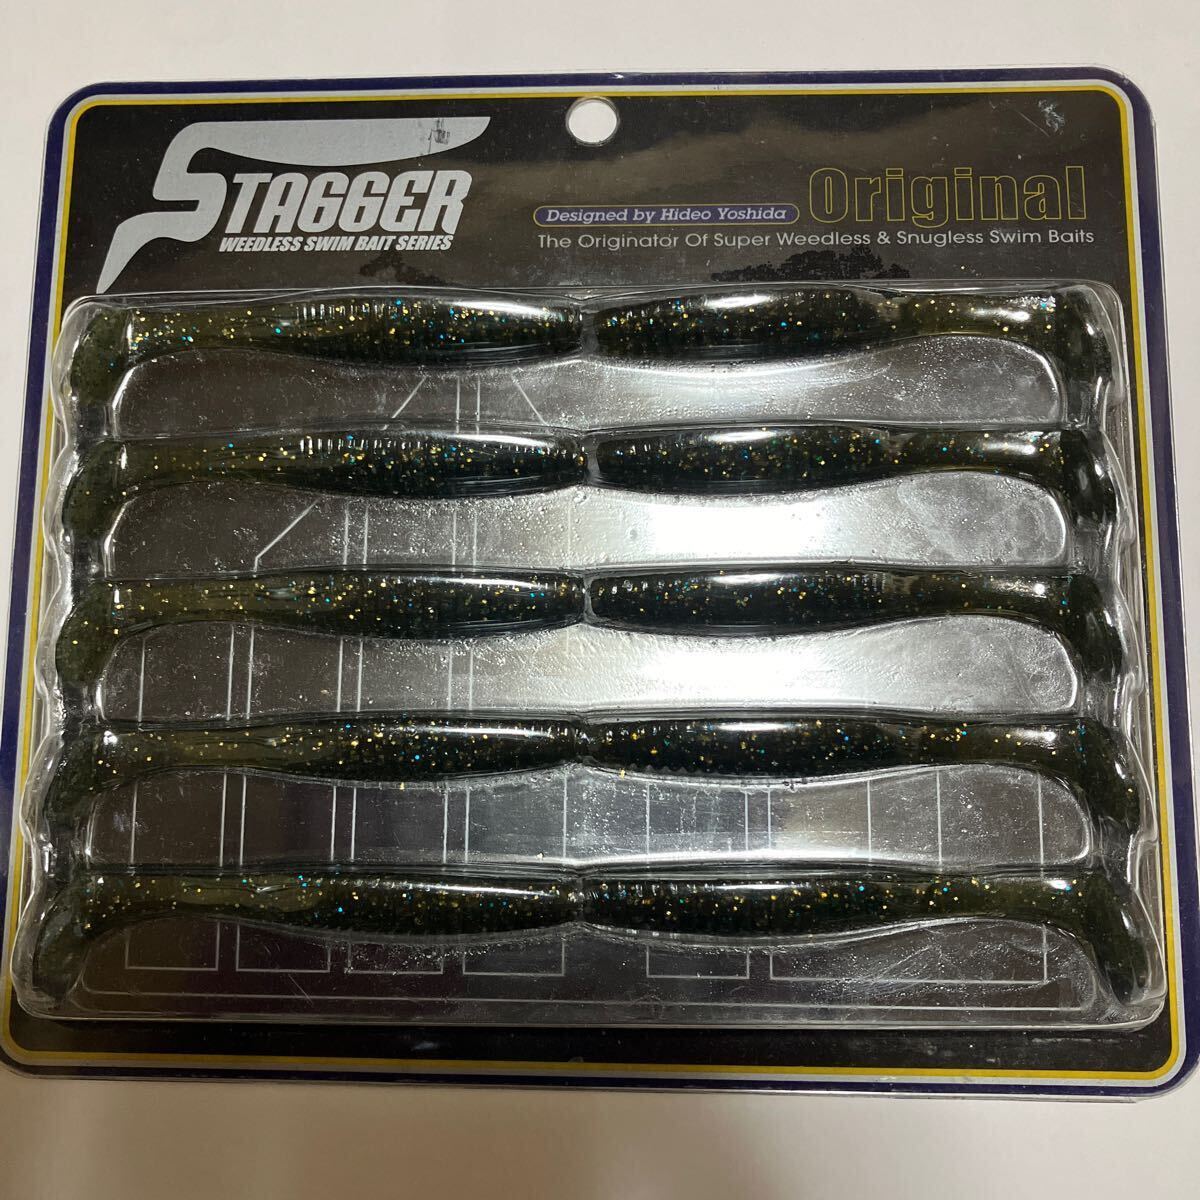 STAGGER
WEEDLESS SWIM BAIT SERIES
Designed by Hideo Yoshida
Original
The Originator Of Super Weedless & Snugless Swim Baits